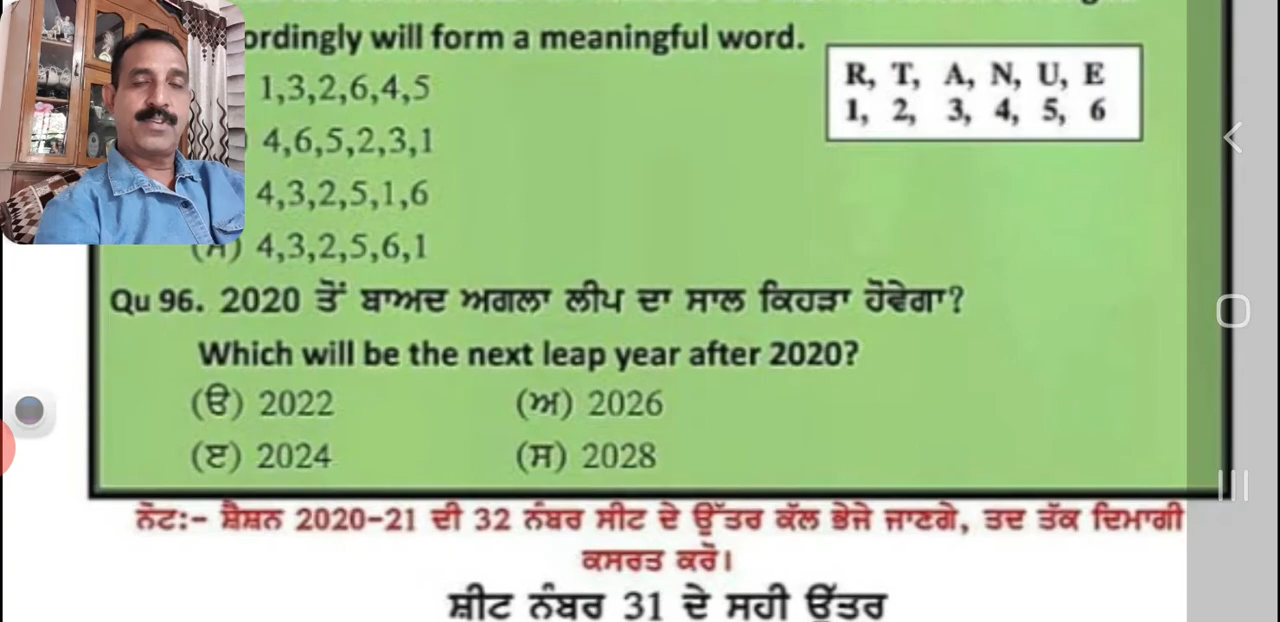 ordingly will form a meaningful word.
R, T, A, N, U, E
1, 2, 3, 4, 5, 6
1,3,2,6,4,5
4,6,5,2,3,1
4,3,2,5,1,6
(ਸ) 4,3,2,5,6,1
Qu 96. 2020 ਤੋਂ ਬਾਅਦ ਅਗਲਾ ਲੀਪ ਦਾ ਸਾਲ ਕਿਹੜਾ ਹੋਵੇਗਾ?
Which will be the next leap year after 2020?
(ੳ) 2022 (ਅ) 2026
(ੲ) 2024 (ਸ) 2028
ਨੋਟ:- ਸ਼ੈਸ਼ਨ 2020-21 ਦੀ 32 ਨੰਬਰ ਸੀਟ ਦੇ ਉੱਤਰ ਕੱਲ ਭੇਜੇ ਜਾਣਗੇ, ਤਦ ਤੱਕ ਦਿਮਾਗੀ
ਕਸਰਤ ਕਰੋ।
ਸ਼ੀਟ ਨੰਬਰ 31 ਦੇ ਸਹੀ ਉੱਤਰ